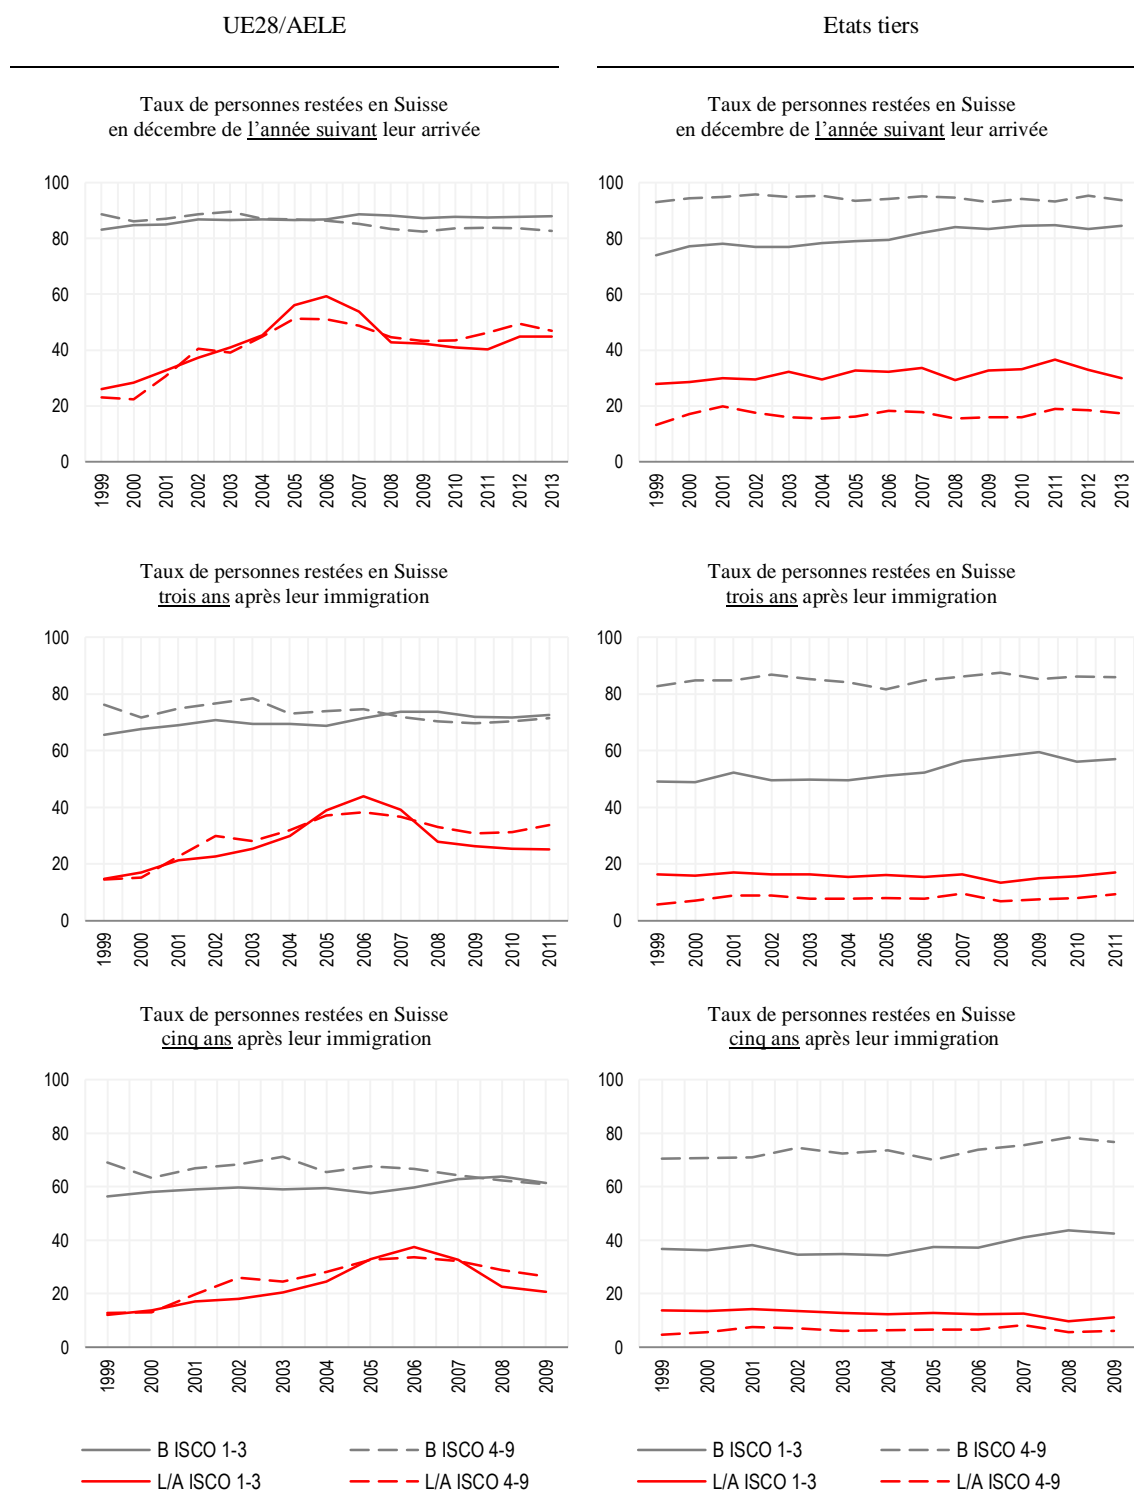 UE28/AELE
Etats tiers
Taux de personnes restées en Suisse
en décembre de l'année suivant leur arrivée
Taux de personnes restées en Suisse
en décembre de l'année suivant leur arrivée
100
80
60
40
20
0
1999 2000 2001 2002 2003 2004 2005 2006 2007 2008 2009 2010 2011 2012 2013
100
80
60
40
20
0
1999 2000 2001 2002 2003 2004 2005 2006 2007 2008 2009 2010 2011 2012 2013
Taux de personnes restées en Suisse
trois ans après leur immigration
Taux de personnes restées en Suisse
trois ans après leur immigration
100
80
60
40
20
0
1999 2000 2001 2002 2003 2004 2005 2006 2007 2008 2009 2010 2011
100
80
60
40
20
0
1999 2000 2001 2002 2003 2004 2005 2006 2007 2008 2009 2010 2011
Taux de personnes restées en Suisse
cinq ans après leur immigration
Taux de personnes restées en Suisse
cinq ans après leur immigration
100
80
60
40
20
0
1999 2000 2001 2002 2003 2004 2005 2006 2007 2008 2009
100
80
60
40
20
0
1999 2000 2001 2002 2003 2004 2005 2006 2007 2008 2009
B ISCO 1-3
B ISCO 4-9
L/A ISCO 1-3
L/A ISCO 4-9
B ISCO 1-3
B ISCO 4-9
L/A ISCO 1-3
L/A ISCO 4-9